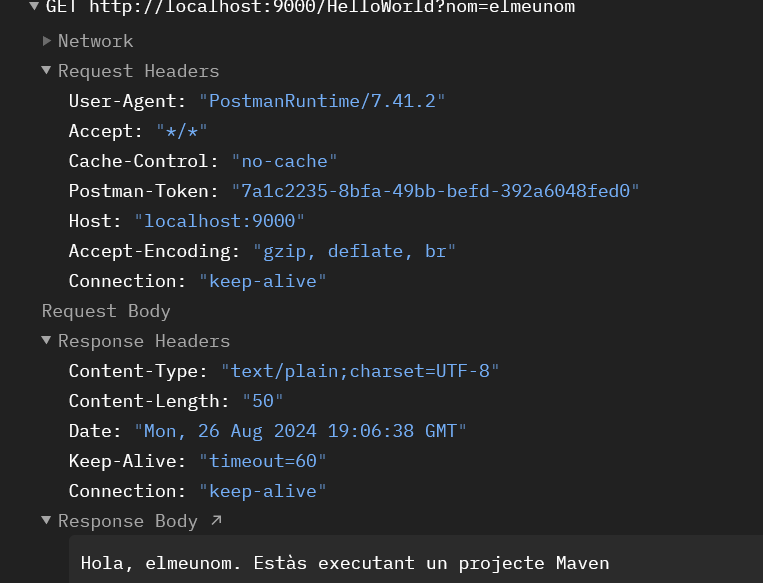 GET http://localhost:9000/HelloWorld?nom=elmeunom
Network
Request Headers
User-Agent: "PostmanRuntime/7.41.2"
Accept: "*/*"
Cache-Control: "no-cache"
Postman-Token: "7a1c2235-8bfa-49bb-befd-392a6048fed0"
Host: "localhost:9000"
Accept-Encoding: "gzip, deflate, br"
Connection: "keep-alive"
Request Body
Response Headers
Content-Type: "text/plain;charset=UTF-8"
Content-Length: "50"
Date: "Mon, 26 Aug 2024 19:06:38 GMT"
Keep-Alive: "timeout=60"
Connection: "keep-alive"
Response Body ↗
Hola, elmeunom. Estàs executant un projecte Maven